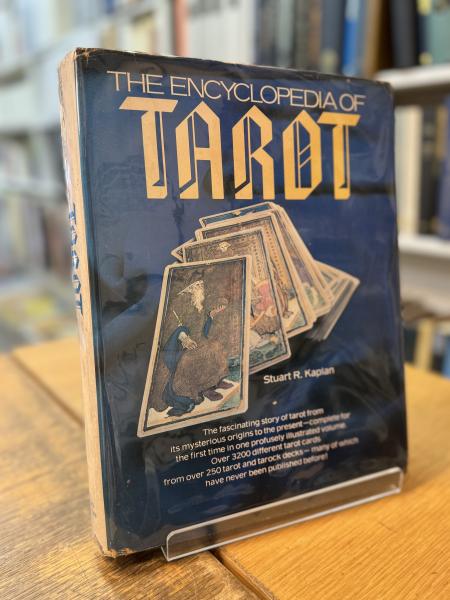 THE ENCYCLOPEDIA OF
TAROT
Stuart R. Kaplan
The fascinating story of tarot from
its mysterious origins to the present—complete for
the first time in one profusely illustrated volume.
Over 3200 different tarot cards
from over 250 tarot and tarock decks—many of which
have never been published before!
TAROT